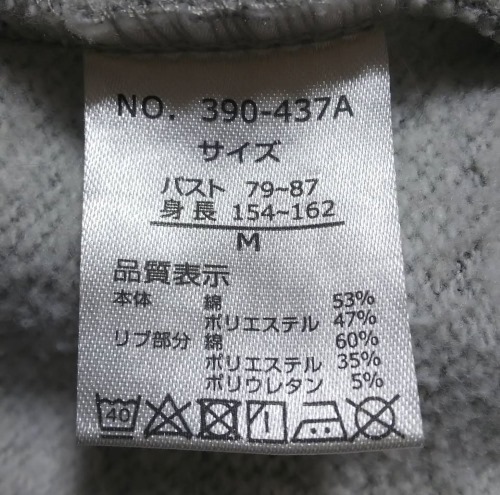 NO. 390-437A
サイズ
バスト 79~87
身長 154~162
M
品質表示
本体 綿 53%
ポリエステル 47%
リブ部分 綿 60%
ポリエステル 35%
ポリウレタン 5%
40